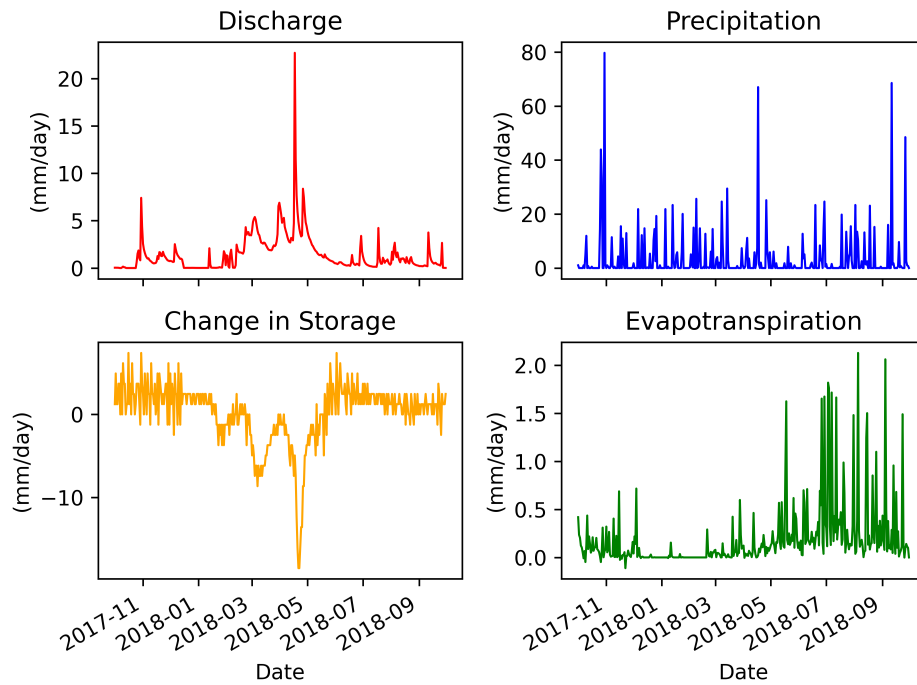 Discharge
(mm/day)
20
15
10
5
0
Precipitation
(mm/day)
80
60
40
20
0
Change in Storage
(mm/day)
0
−10
2017-11
2018-01
2018-03
2018-05
2018-07
2018-09
Date
Evapotranspiration
(mm/day)
2.0
1.5
1.0
0.5
0.0
2017-11
2018-01
2018-03
2018-05
2018-07
2018-09
Date